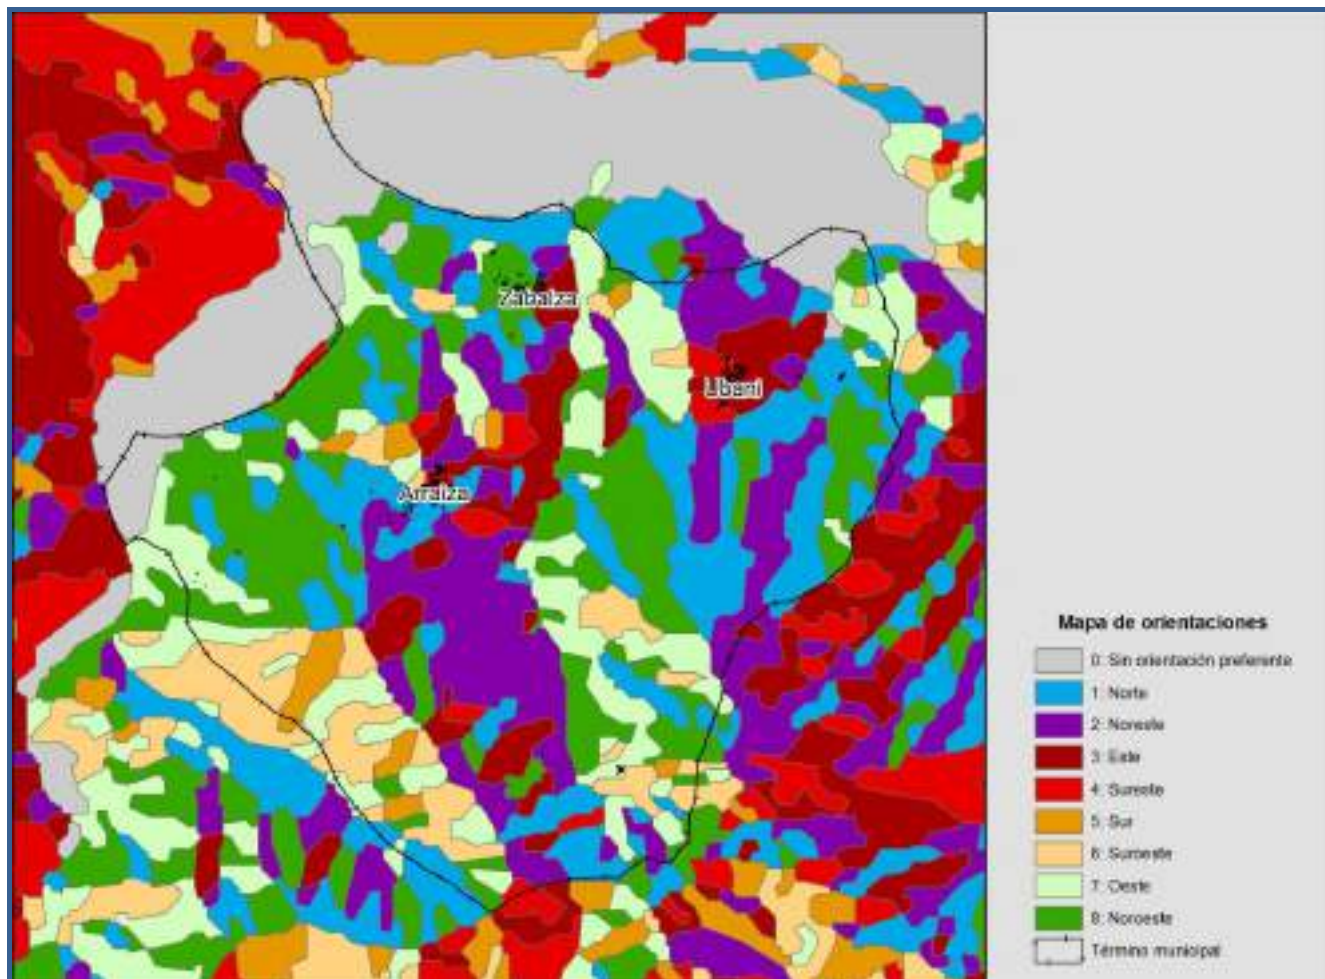 Zabalza
Ubani
Arraiza
Mapa de orientaciones
0: Sin orientación preferente
1: Norte
2: Noreste
3: Este
4: Sureste
5: Sur
6: Suroeste
7: Oeste
8: Noroeste
Término municipal